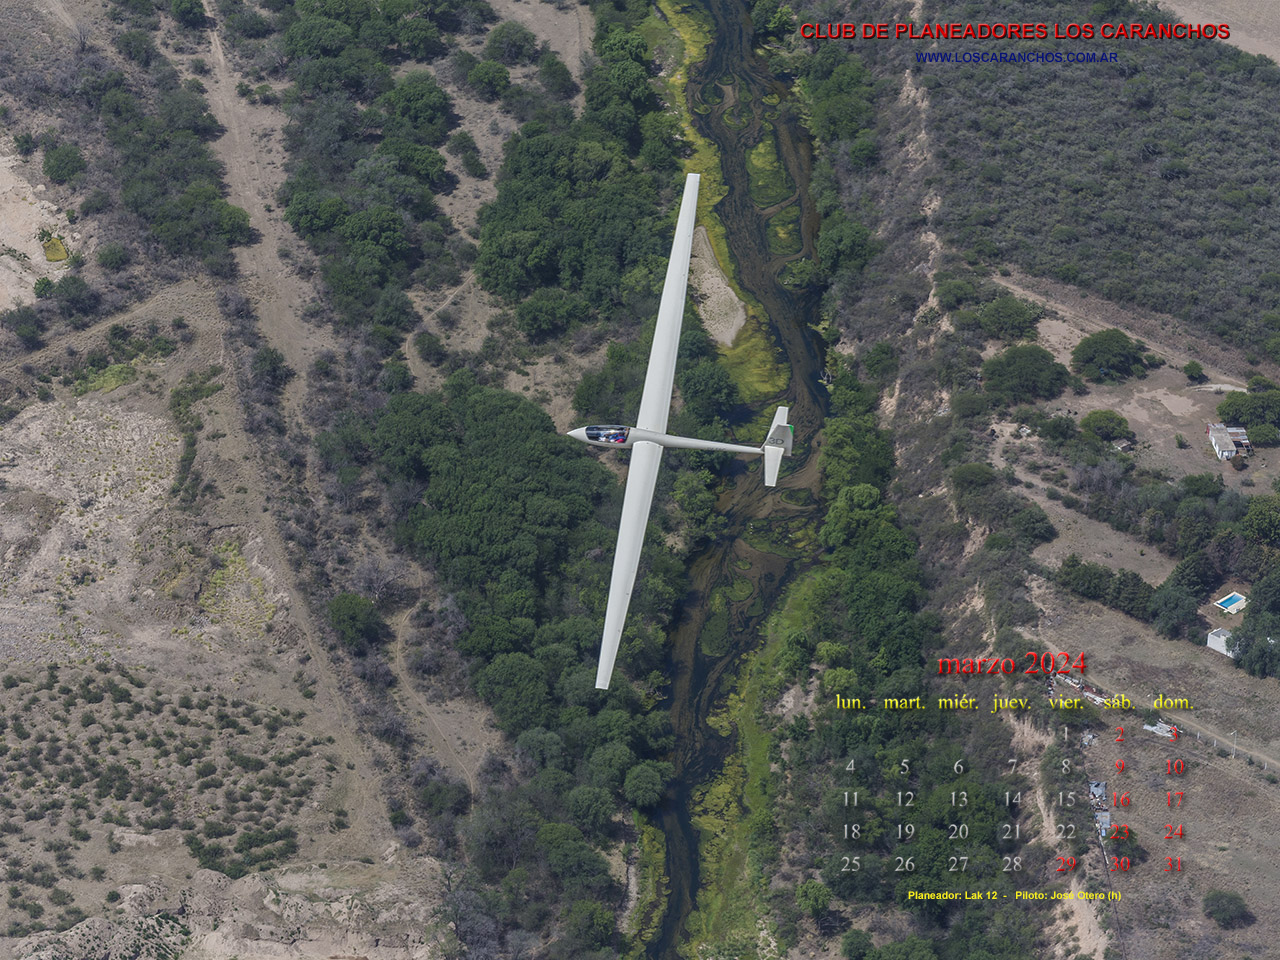 CLUB DE PLANEADORES LOS CARANCHOS
WWW.LOSCARANCHOS.COM.AR
3D
marzo 2024
lun. mart. miér. juev. vier. sáb. dom.
1 2 3
4 5 6 7 8 9 10
11 12 13 14 15 16 17
18 19 20 21 22 23 24
25 26 27 28 29 30 31
Planeador: Lak 12 - Piloto: José Otero (h)